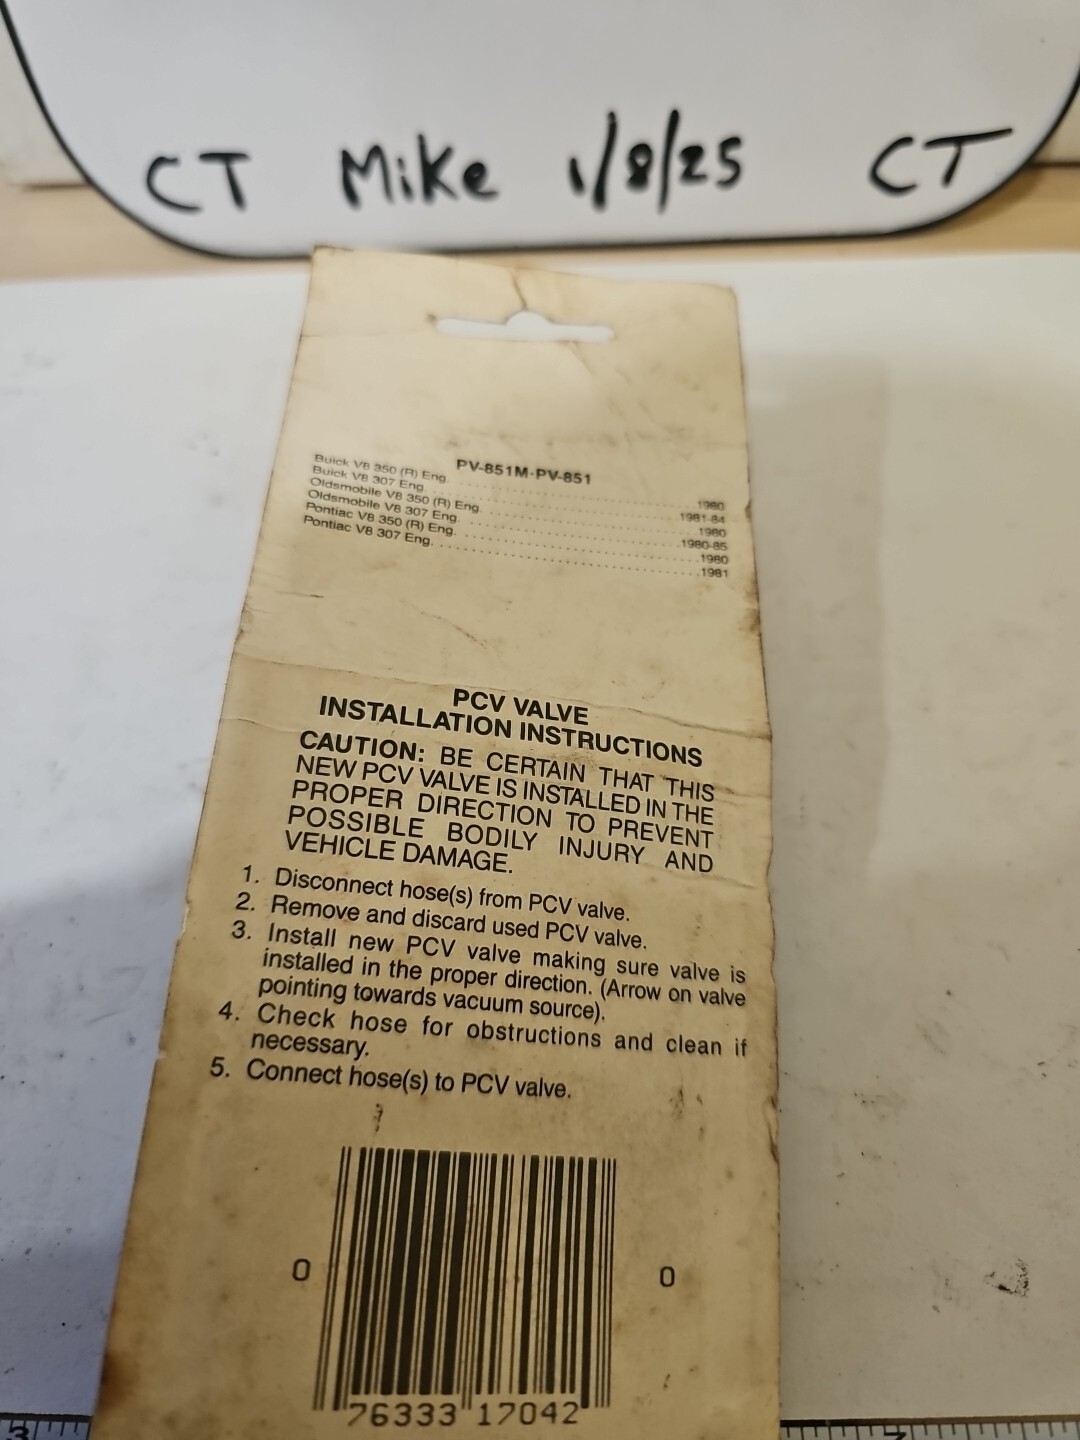 CT Mike 1/8/25 CT
PV-851M·PV-851
Buick V8 350 (R) Eng. 1980
Buick V8 307 Eng. 1981-84
Oldsmobile V8 350 (R) Eng. 1980
Oldsmobile V8 307 Eng. 1980-85
Pontiac V8 350 (R) Eng. 1980
Pontiac V8 307 Eng. 1981
PCV VALVE
INSTALLATION INSTRUCTIONS
CAUTION: BE CERTAIN THAT THIS
NEW PCV VALVE IS INSTALLED IN THE
PROPER DIRECTION TO PREVENT
POSSIBLE BODILY INJURY AND
VEHICLE DAMAGE.
1. Disconnect hose(s) from PCV valve.
2. Remove and discard used PCV valve.
3. Install new PCV valve making sure valve is
installed in the proper direction. (Arrow on valve
pointing towards vacuum source).
4. Check hose for obstructions and clean if
necessary.
5. Connect hose(s) to PCV valve.
0 0
76333 17042
3